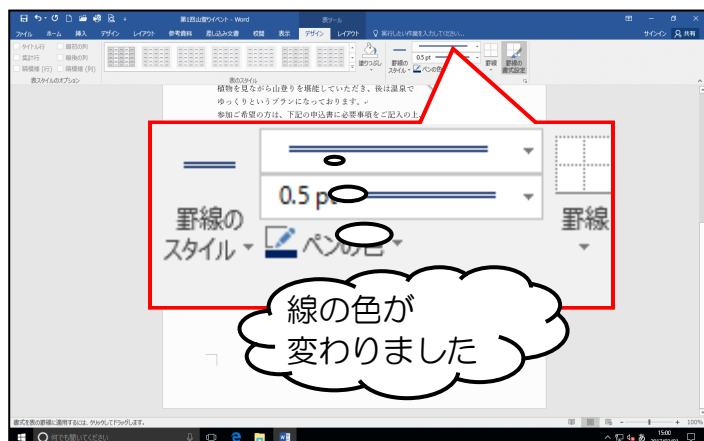 第1回山登りイベント - Word
表ツール
ファイル ホーム 挿入 デザイン レイアウト 参考資料 差し込み文書 校閲 表示 デザイン レイアウト 実行したい作業を入力してください... サインイン 共有
タイトル行 最初の列
集計行 最後の列
縞模様 (行) 縞模様 (列)
塗りつぶし
罫線の
スタイル
0.5 pt
ペンの色
罫線
罫線の
書式設定
表スタイルのオプション
表のスタイル
植物を見ながら山登りを堪能していただき、後は温泉で
ゆっくりというプランになっております。
参加ご希望の方は、下記の申込書に必要事項をご記入の上
0.5 pt
罫線の
スタイル
ペンの色
罫線
線の色が
変わりました
書式を表の罫線に適用するには、クリックしてドラッグします。
100%
何でも聞いてください
あ
15:00